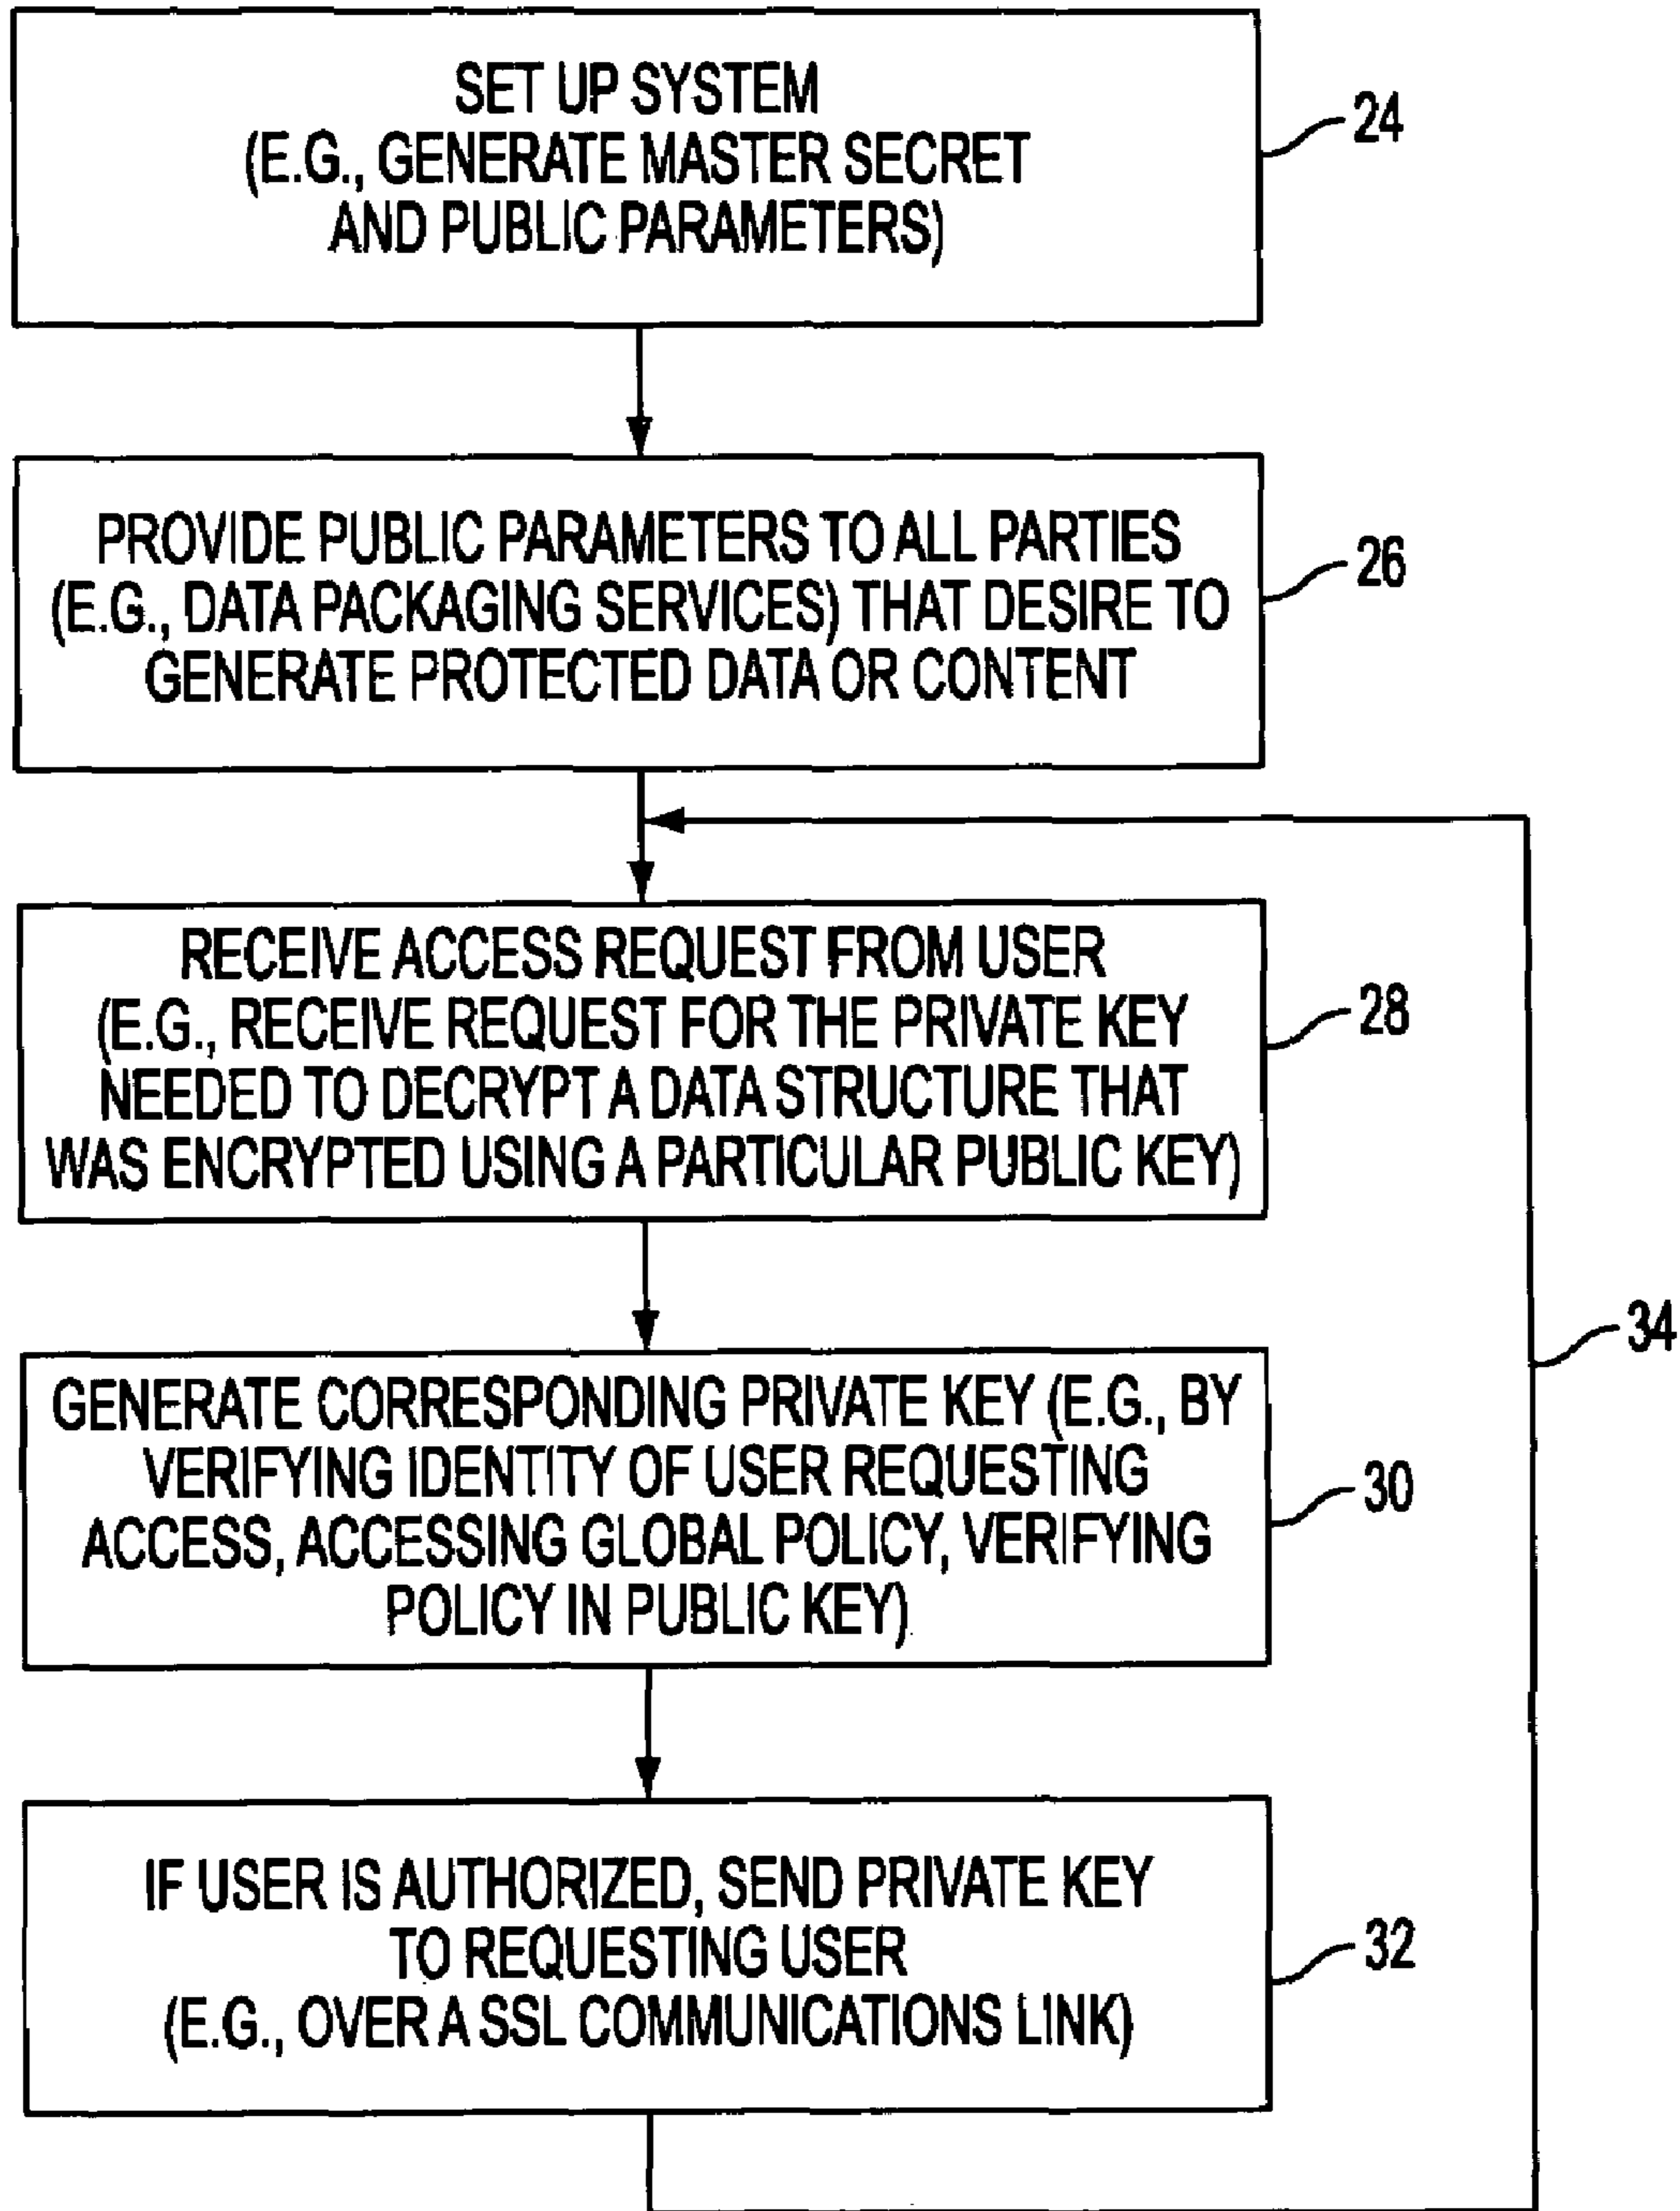 SET UP SYSTEM
(E.G., GENERATE MASTER SECRET
AND PUBLIC PARAMETERS)
24
PROVIDE PUBLIC PARAMETERS TO ALL PARTIES
(E.G., DATA PACKAGING SERVICES) THAT DESIRE TO
GENERATE PROTECTED DATA OR CONTENT
26
RECEIVE ACCESS REQUEST FROM USER
(E.G., RECEIVE REQUEST FOR THE PRIVATE KEY
NEEDED TO DECRYPT A DATA STRUCTURE THAT
WAS ENCRYPTED USING A PARTICULAR PUBLIC KEY)
28
GENERATE CORRESPONDING PRIVATE KEY (E.G., BY
VERIFYING IDENTITY OF USER REQUESTING
ACCESS, ACCESSING GLOBAL POLICY, VERIFYING
POLICY IN PUBLIC KEY)
30
34
IF USER IS AUTHORIZED, SEND PRIVATE KEY
TO REQUESTING USER
(E.G., OVER A SSL COMMUNICATIONS LINK)
32